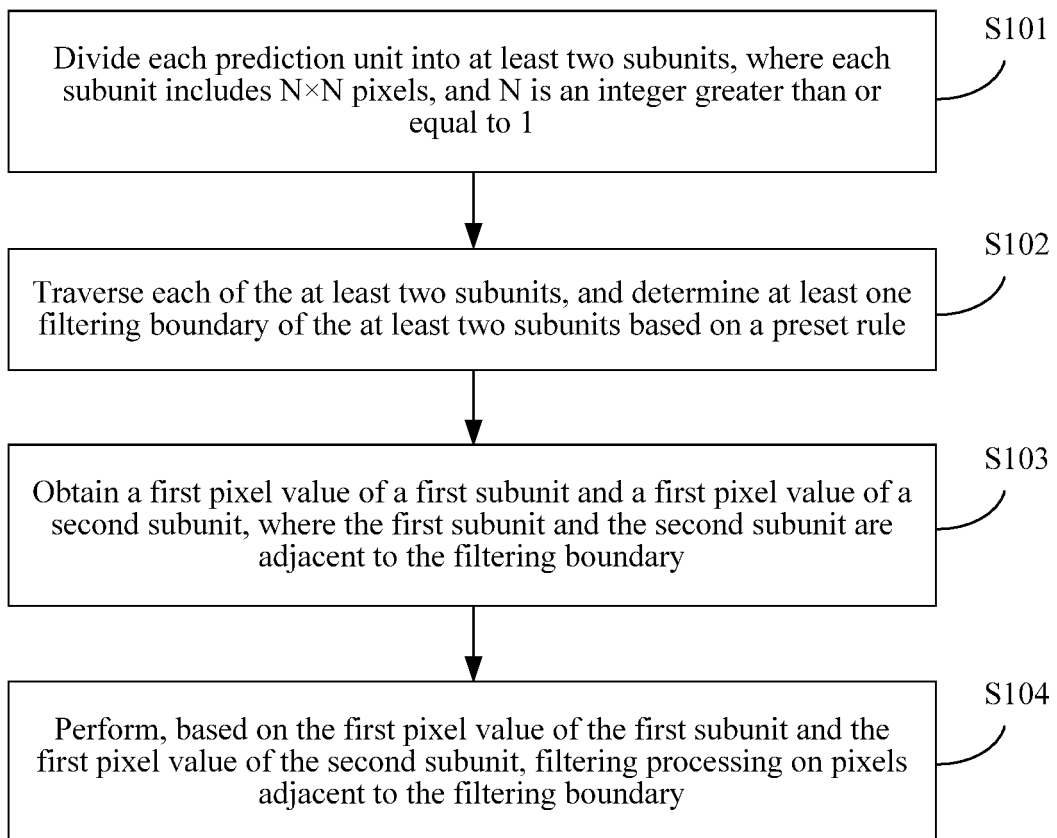 S101
Divide each prediction unit into at least two subunits, where each
subunit includes N×N pixels, and N is an integer greater than or
equal to 1
S102
Traverse each of the at least two subunits, and determine at least one
filtering boundary of the at least two subunits based on a preset rule
S103
Obtain a first pixel value of a first subunit and a first pixel value of a
second subunit, where the first subunit and the second subunit are
adjacent to the filtering boundary
S104
Perform, based on the first pixel value of the first subunit and the
first pixel value of the second subunit, filtering processing on pixels
adjacent to the filtering boundary